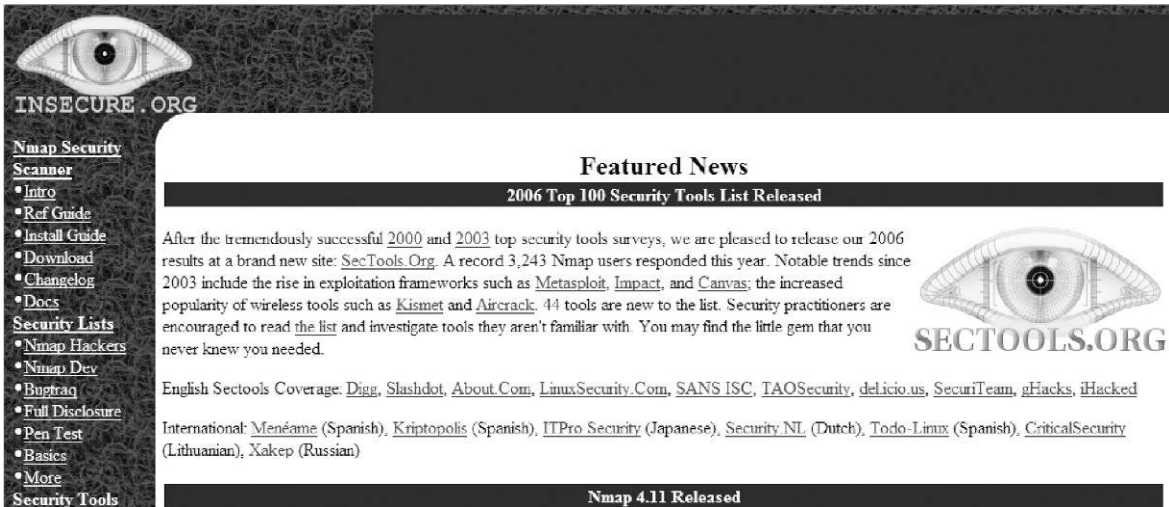 INSECURE.ORG
Nmap Security
Scanner
Intro
Ref Guide
Install Guide
Download
Changelog
Docs
Security Lists
Nmap Hackers
Nmap Dev
Bugtraq
Full Disclosure
Pen Test
Basics
More
Security Tools
Featured News
2006 Top 100 Security Tools List Released
After the tremendously successful 2000 and 2003 top security tools surveys, we are pleased to release our 2006
results at a brand new site: SecTools.Org. A record 3,243 Nmap users responded this year. Notable trends since
2003 include the rise in exploitation frameworks such as Metasploit, Impact, and Canvas; the increased
popularity of wireless tools such as Kismet and Aircrack. 44 tools are new to the list. Security practitioners are
encouraged to read the list and investigate tools they aren't familiar with. You may find the little gem that you
never knew you needed.
SECTOOLS.ORG
English Sectools Coverage: Digg, Slashdot, About.Com, LinuxSecurity.Com, SANS ISC, TAOSecurity, del.icio.us, SecuriTeam, gHacks, iHacked
International: Menéame (Spanish), Kriptopolis (Spanish), ITPro Security (Japanese), Security.NL (Dutch), Todo-Linux (Spanish), CriticalSecurity
(Lithuanian), Xakep (Russian)
Nmap 4.11 Released